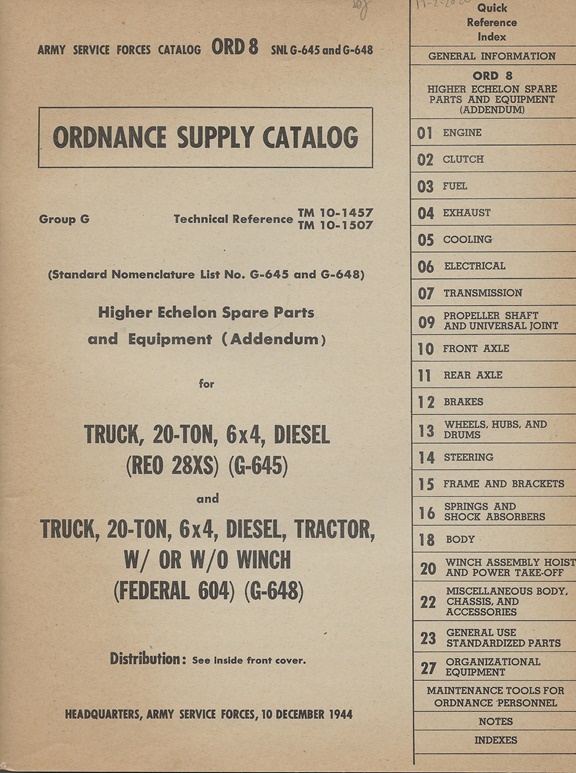 ARMY SERVICE FORCES CATALOG ORD 8 SNL G-645 and G-648
ORDNANCE SUPPLY CATALOG
Group G
Technical Reference TM 10-1457
TM 10-1507
(Standard Nomenclature List No. G-645 and G-648)
Higher Echelon Spare Parts
and Equipment (Addendum)
for
TRUCK, 20-TON, 6x4, DIESEL
(REO 28XS) (G-645)
and
TRUCK, 20-TON, 6x4, DIESEL, TRACTOR,
W/ OR W/O WINCH
(FEDERAL 604) (G-648)
Distribution: See inside front cover.
HEADQUARTERS, ARMY SERVICE FORCES, 10 DECEMBER 1944
Quick
Reference
Index
GENERAL INFORMATION
ORD 8
HIGHER ECHELON SPARE
PARTS AND EQUIPMENT
(ADDENDUM)
01 ENGINE
02 CLUTCH
03 FUEL
04 EXHAUST
05 COOLING
06 ELECTRICAL
07 TRANSMISSION
09 PROPELLER SHAFT
AND UNIVERSAL JOINT
10 FRONT AXLE
11 REAR AXLE
12 BRAKES
13 WHEELS, HUBS, AND
DRUMS
14 STEERING
15 FRAME AND BRACKETS
16 SPRINGS AND
SHOCK ABSORBERS
18 BODY
20 WINCH ASSEMBLY HOIST
AND POWER TAKE-OFF
22 MISCELLANEOUS BODY,
CHASSIS, AND
ACCESSORIES
23 GENERAL USE
STANDARDIZED PARTS
27 ORGANIZATIONAL
EQUIPMENT
MAINTENANCE TOOLS FOR
ORDNANCE PERSONNEL
NOTES
INDEXES